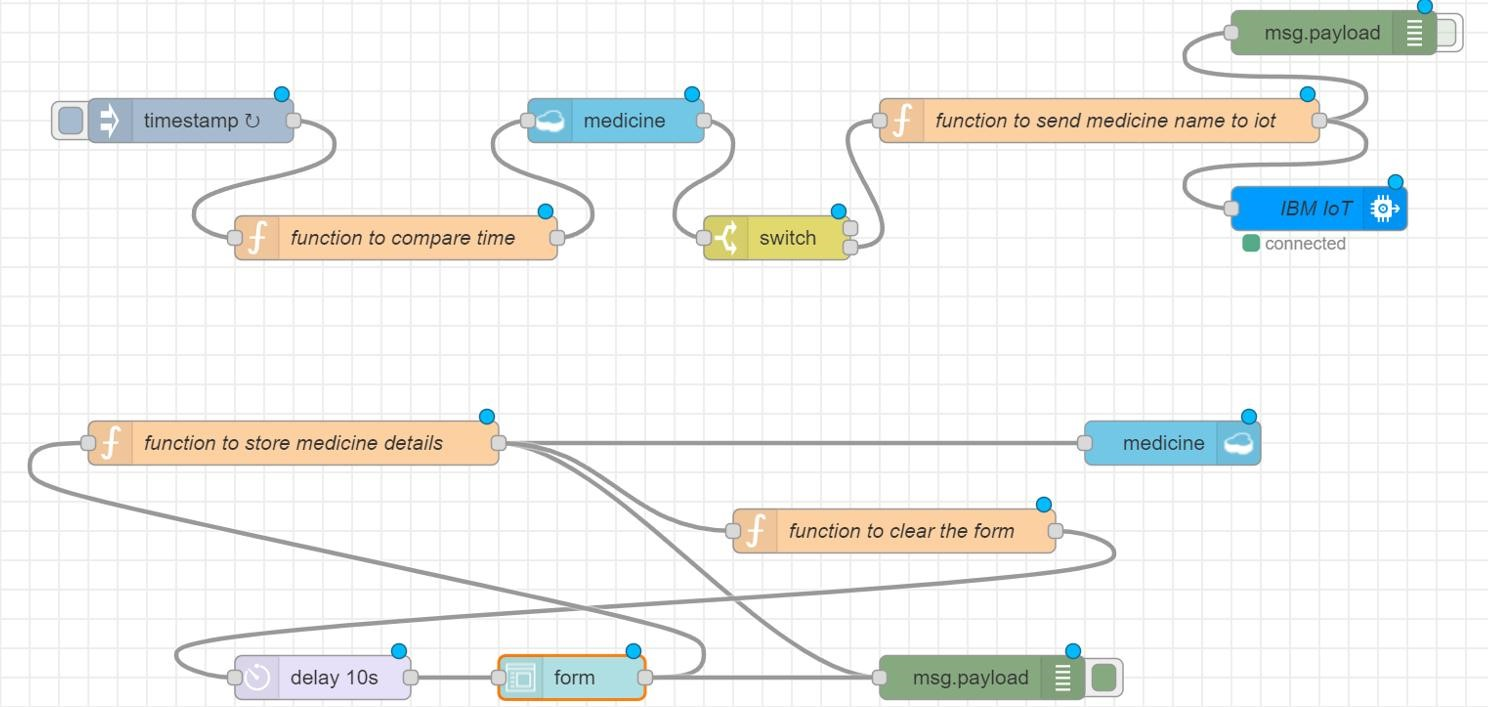 msg.payload
timestamp ↻
medicine
function to send medicine name to iot
function to compare time
switch
IBM IoT
connected
function to store medicine details
medicine
function to clear the form
delay 10s
form
msg.payload